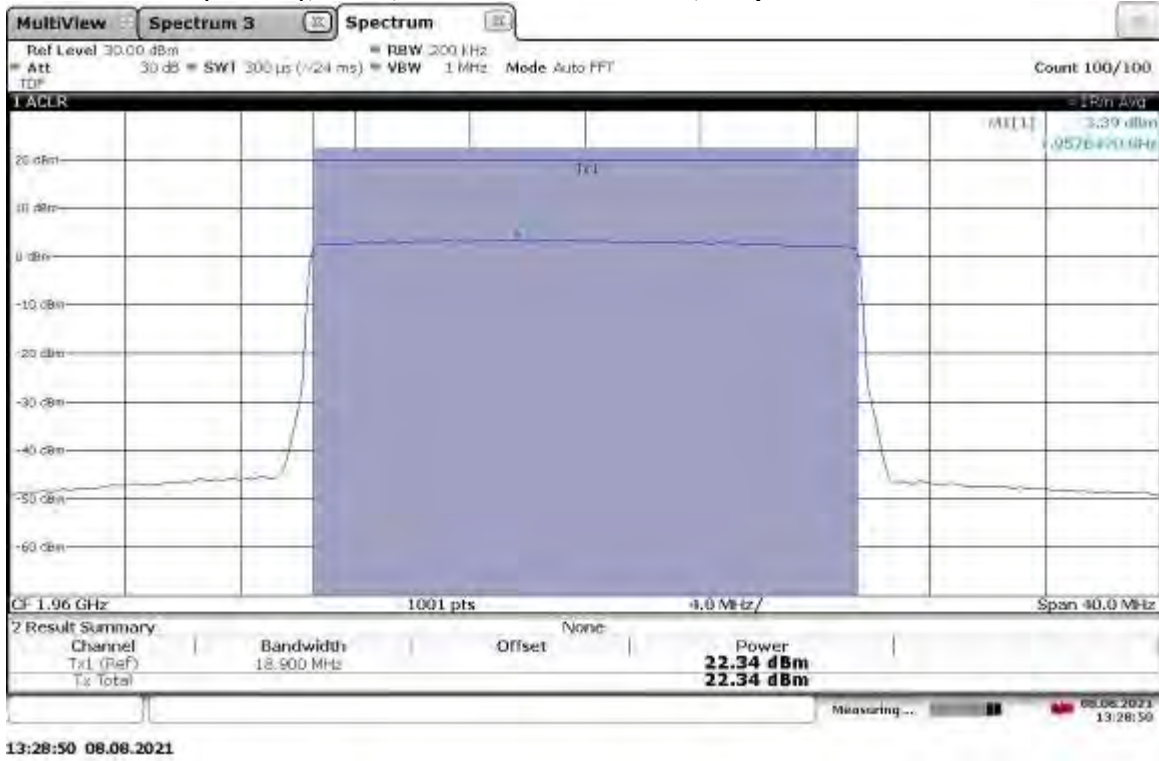 MultiView Spectrum 3 Spectrum
Ref Level 30.00 dBm RBW 200 kHz
Att 30 dB SWT 300 µs (~24 ms) VBW 1 MHz Mode Auto FFT Count 100/100
TDF
1 ACLR 1Rm Avg
M1[1] 3.39 dBm
Tx1
20 dBm
10 dBm
0 dBm
-10 dBm
-20 dBm
-30 dBm
-40 dBm
-50 dBm
-60 dBm
CF 1.96 GHz 1001 pts 4.0 MHz/ Span 40.0 MHz
2 Result Summary None
Channel Bandwidth Offset Power
Tx1 (Ref) 18.900 MHz 22.34 dBm
Tx Total 22.34 dBm
Measuring... 08.08.2021
13:28:50
13:28:50 08.08.2021